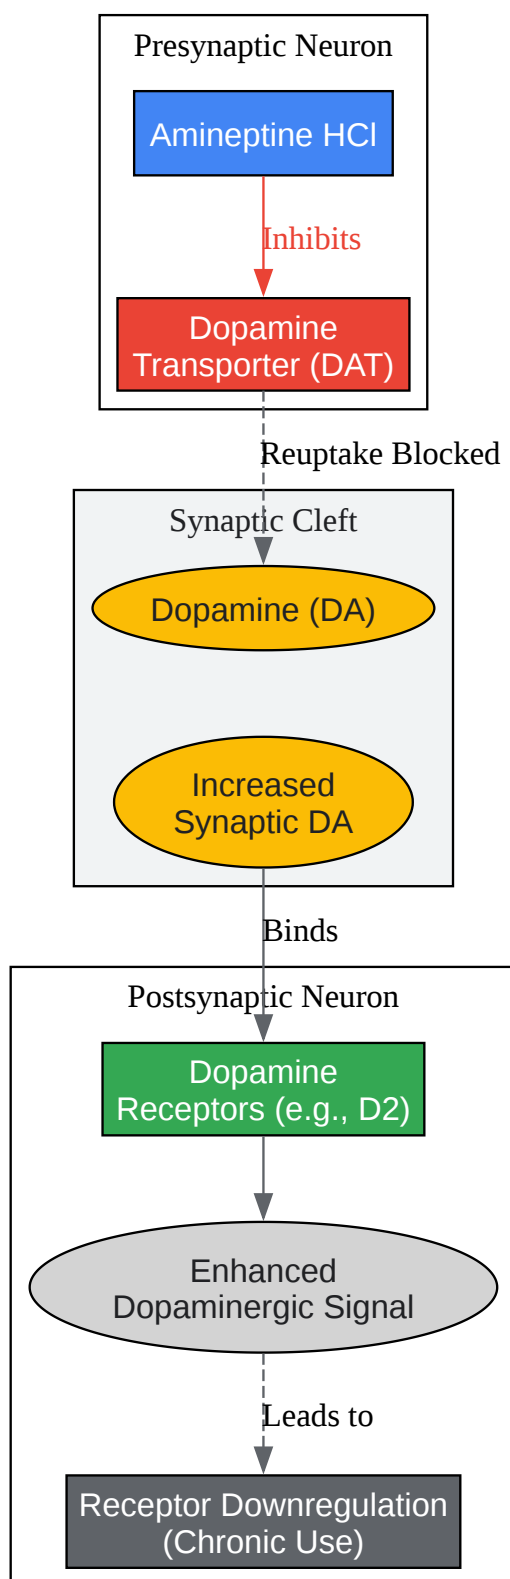 Presynaptic Neuron
Amineptine HCl
Inhibits
Dopamine
Transporter (DAT)
Reuptake Blocked
Synaptic Cleft
Dopamine (DA)
Increased
Synaptic DA
Binds
Postsynaptic Neuron
Dopamine
Receptors (e.g., D2)
Enhanced
Dopaminergic Signal
Leads to
Receptor Downregulation
(Chronic Use)